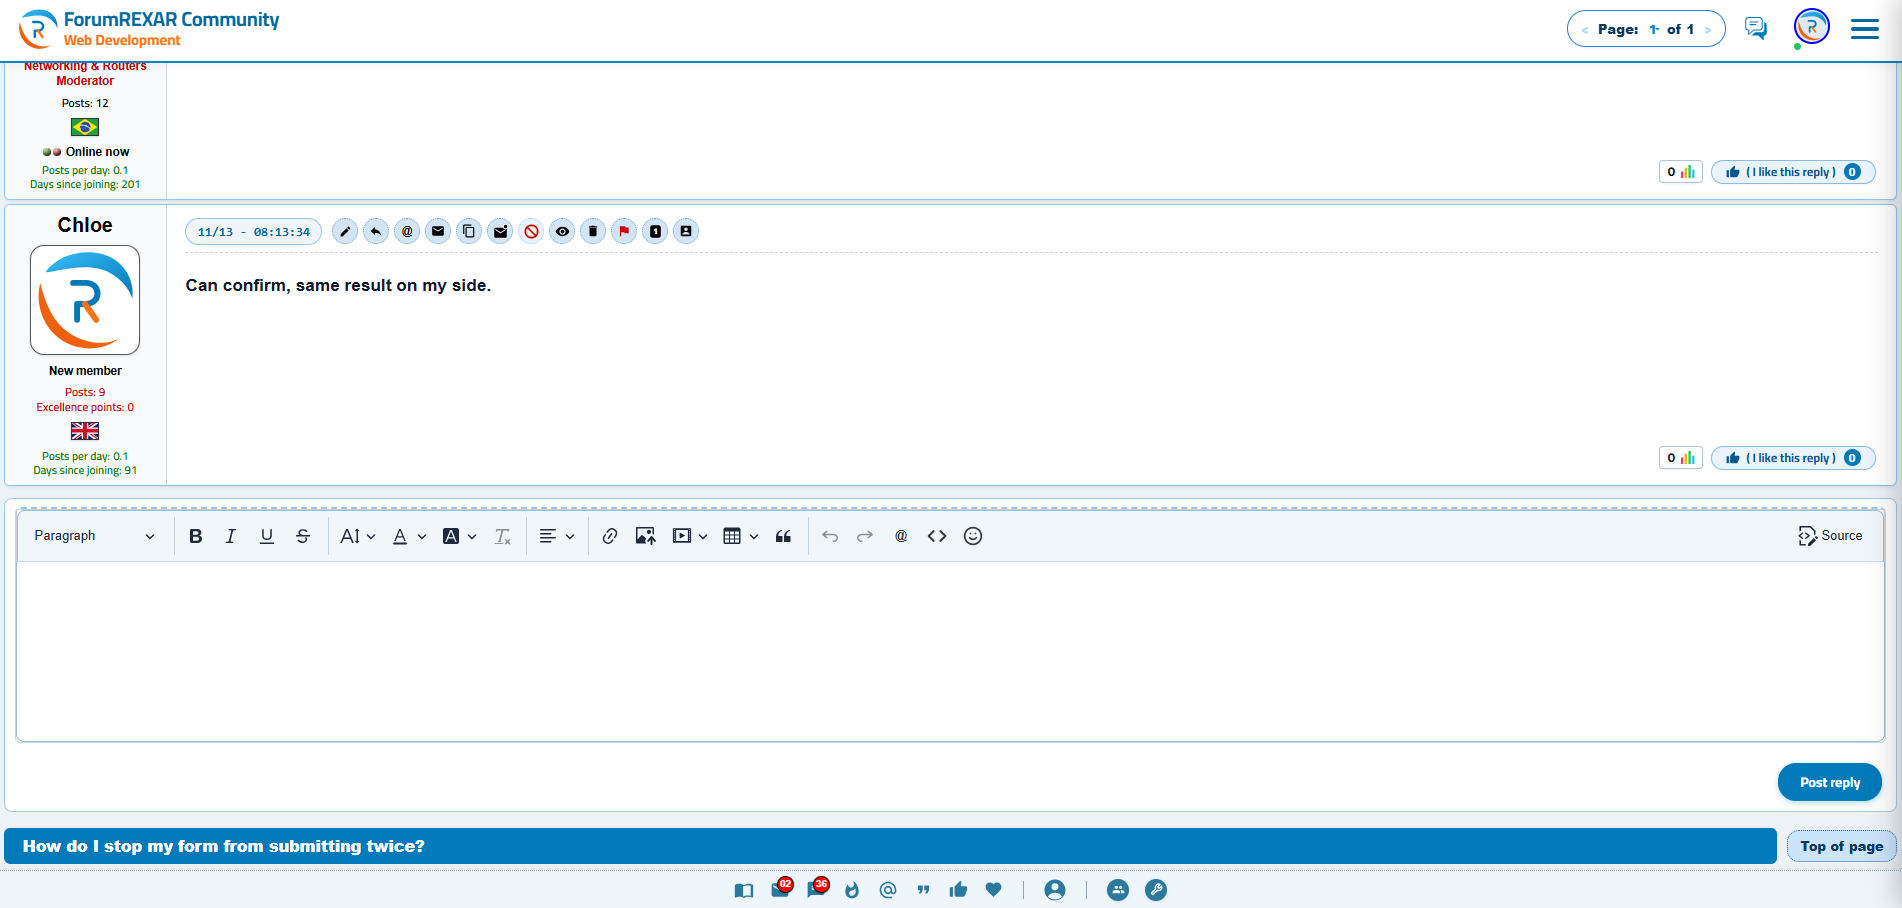 ForumREXAR Community
Web Development
< Page: 1 of 1 >
Networking & Routers
Moderator
Posts: 12
Online now
Posts per day: 0.1
Days since joining: 201
0
( I like this reply ) 0
Chloe
11/13 - 08:13:34
Can confirm, same result on my side.
New member
Posts: 9
Excellence points: 0
Posts per day: 0.1
Days since joining: 91
0
( I like this reply ) 0
Paragraph
Source
Post reply
How do I stop my form from submitting twice?
Top of page
02
36